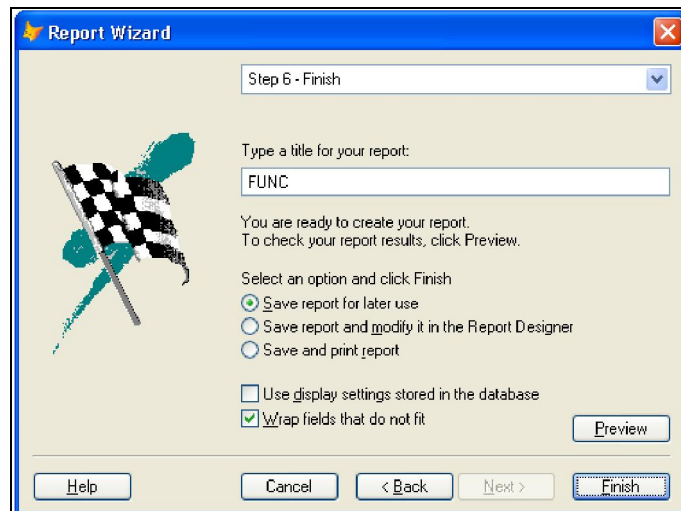 Report Wizard
Step 6 - Finish
Type a title for your report:
FUNC
You are ready to create your report.
To check your report results, click Preview.
Select an option and click Finish
Save report for later use
Save report and modify it in the Report Designer
Save and print report
Use display settings stored in the database
Wrap fields that do not fit
Preview
Help
Cancel
< Back
Next >
Finish